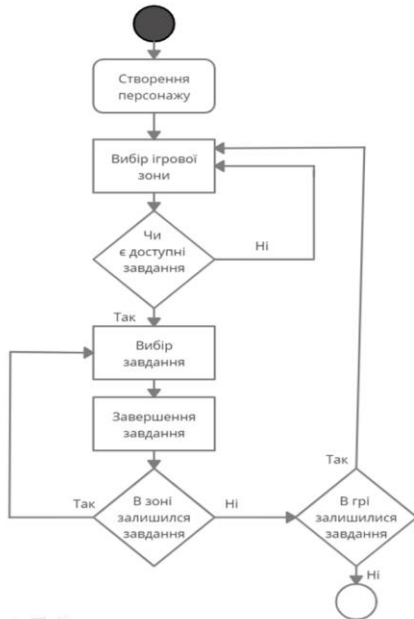 Створення
персонажу
Вибір ігрової
зони
Чи
є доступні
завдання
Ні
Так
Вибір
завдання
Завершення
завдання
Так
В зоні
залишился
завдання
Ні
Так
В грі
залишилися
завдання
Ні